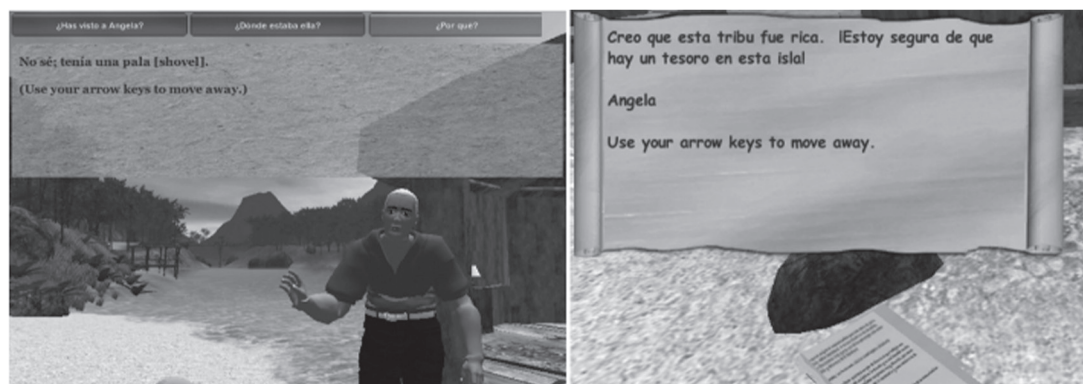 ¿Has visto a Angela?
¿Dónde estaba ella?
¿Por qué?
No sé; tenía una pala [shovel].
(Use your arrow keys to move away.)
Creo que esta tribu fue rica. ¡Estoy segura de que
hay un tesoro en esta isla!
Angela
Use your arrow keys to move away.